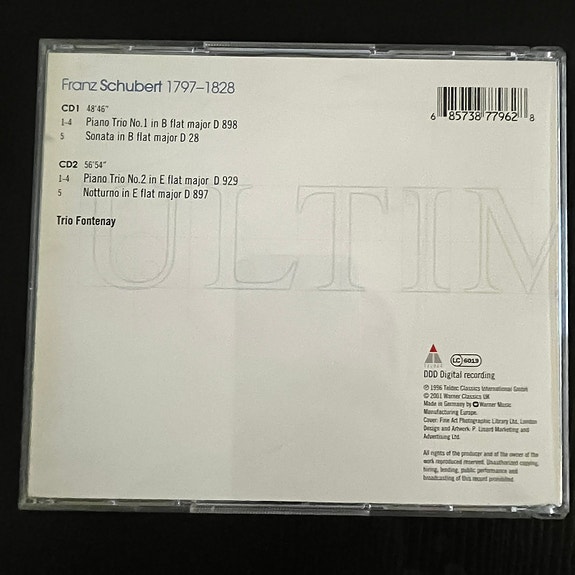 Franz Schubert 1797–1828
CD1 48'46"
1-4 Piano Trio No.1 in B flat major D 898
5 Sonata in B flat major D 28
CD2 56'54"
1-4 Piano Trio No.2 in E flat major D 929
5 Notturno in E flat major D 897
Trio Fontenay
6 85738 77962 8
ULTIM
TELDEC
LC 6019
DDD Digital recording
℗ 1996 Teldec Classics International GmbH
© 2001 Warner Classics UK
Made in Germany by Warner Music
Manufacturing Europe.
Cover: Fine Art Photographic Library Ltd, London
Design and Artwork: P. Linard Marketing and
Advertising Ltd.
All rights of the producer and of the owner of the
work reproduced reserved. Unauthorized copying,
hiring, lending, public performance and
broadcasting of this record prohibited